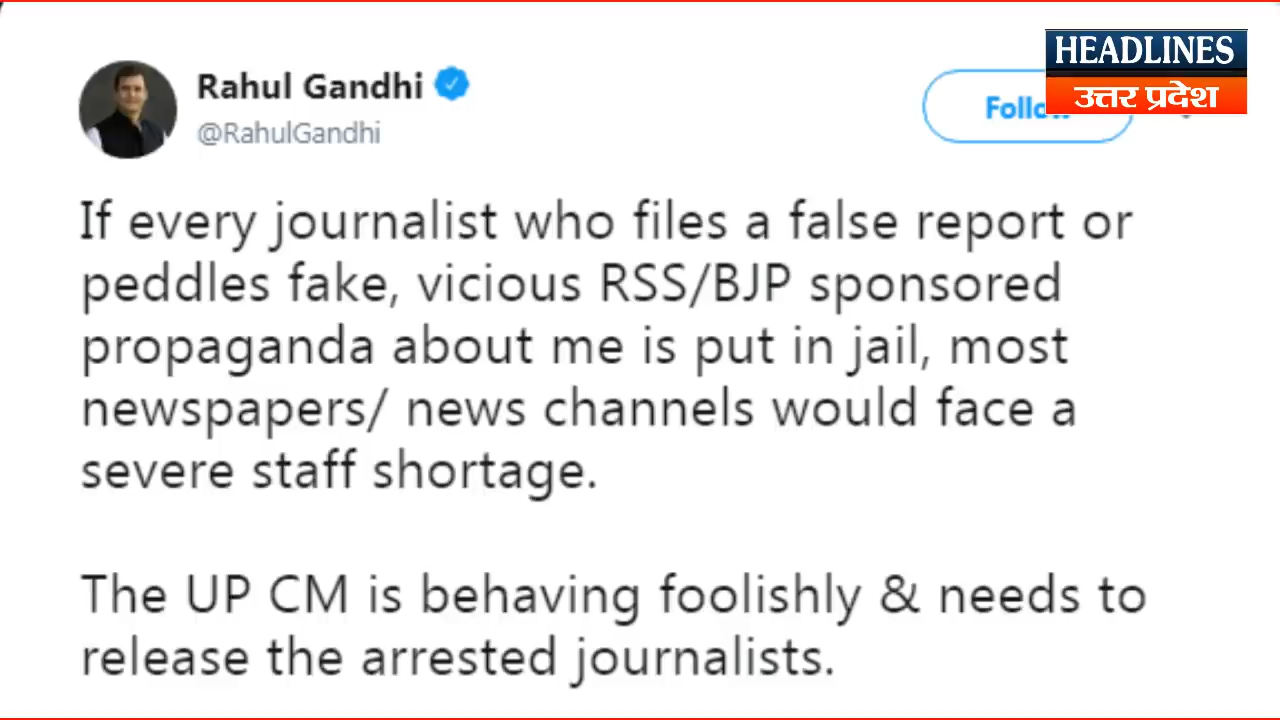 HEADLINES
उत्तर प्रदेश
Rahul Gandhi
@RahulGandhi
If every journalist who files a false report or
peddles fake, vicious RSS/BJP sponsored
propaganda about me is put in jail, most
newspapers/ news channels would face a
severe staff shortage.
The UP CM is behaving foolishly & needs to
release the arrested journalists.